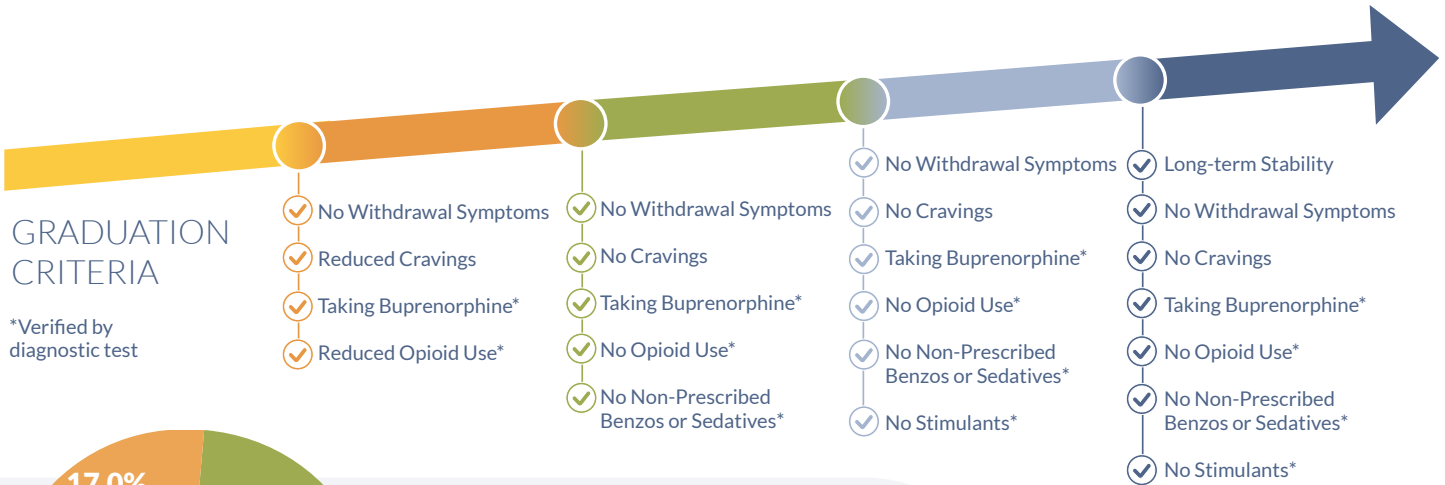 GRADUATION
CRITERIA
*Verified by
diagnostic test
No Withdrawal Symptoms
Reduced Cravings
Taking Buprenorphine*
Reduced Opioid Use*
No Withdrawal Symptoms
No Cravings
Taking Buprenorphine*
No Opioid Use*
No Non-Prescribed
Benzos or Sedatives*
No Withdrawal Symptoms
No Cravings
Taking Buprenorphine*
No Opioid Use*
No Non-Prescribed
Benzos or Sedatives*
No Stimulants*
Long-term Stability
No Withdrawal Symptoms
No Cravings
Taking Buprenorphine*
No Opioid Use*
No Non-Prescribed
Benzos or Sedatives*
No Stimulants*
17.0%